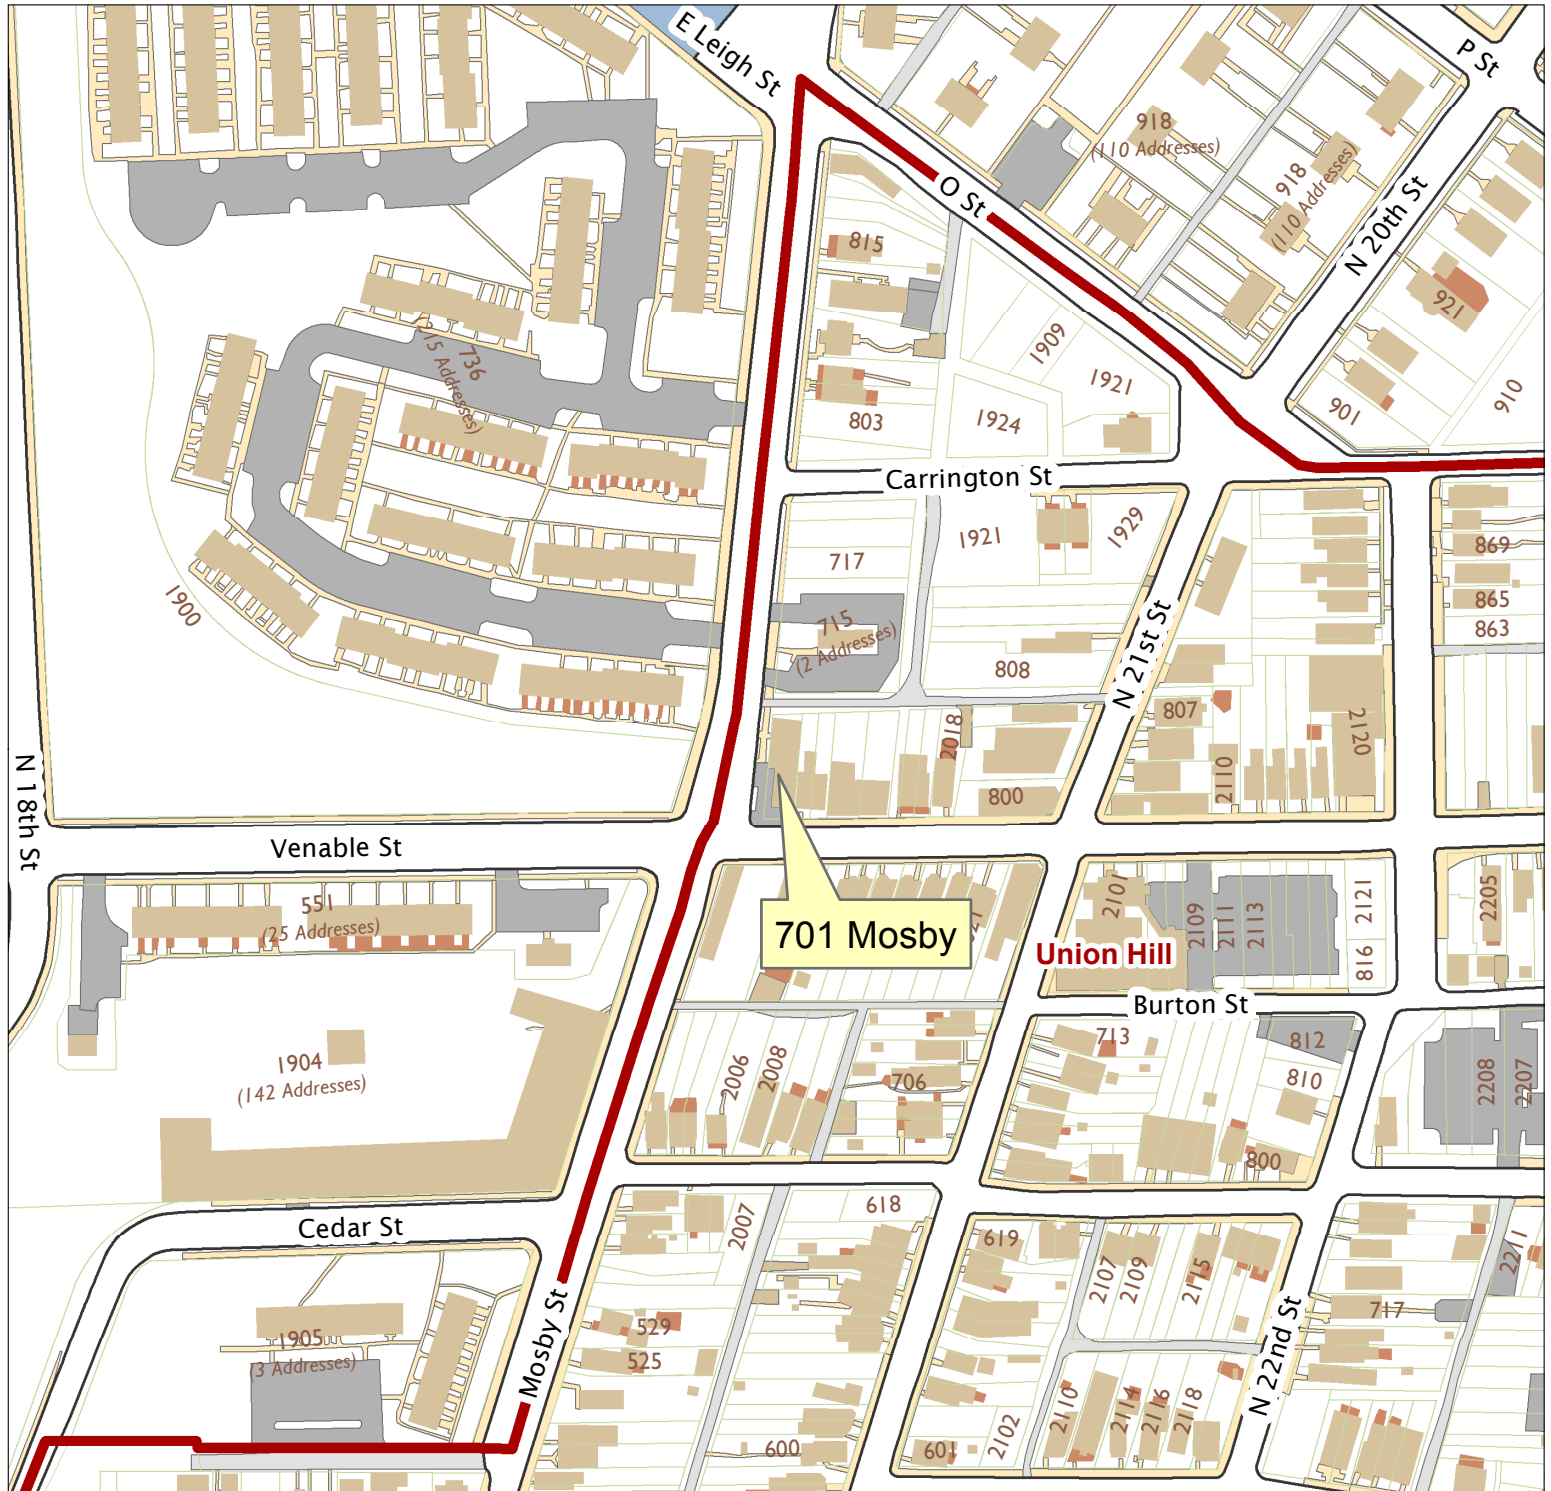 E Leigh St
P St
918
(110 Addresses)
918
(110 Addresses)
O St
N 20th St
815
921
736
(215 Addresses)
1909
1921
901
910
803
1924
Carrington St
717
1921
1929
869
865
863
1900
715
(2 Addresses)
808
N 21st St
807
2120
2018
2110
800
N 18th St
Venable St
551
(25 Addresses)
701 Mosby
Union Hill
2101
2109
2111
2113
2121
816
2205
Burton St
1904
(142 Addresses)
2006
2008
706
713
812
810
2208
2207
800
Cedar St
2007
618
619
2107
2109
2115
2211
1905
(3 Addresses)
Mosby St
529
525
N 22nd St
717
600
601
2102
2110
2114
2116
2118